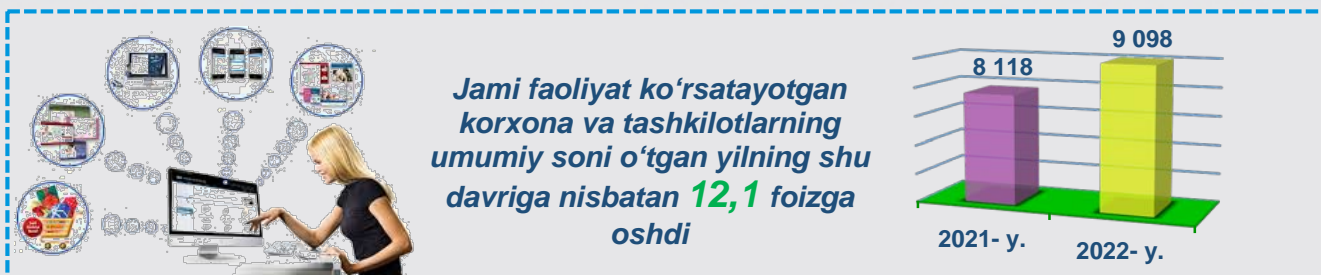 Jami faoliyat ko‘rsatayotgan
korxona va tashkilotlarning
umumiy soni o‘tgan yilning shu
davriga nisbatan 12,1 foizga
oshdi
9 098
8 118
2021- y.
2022- y.